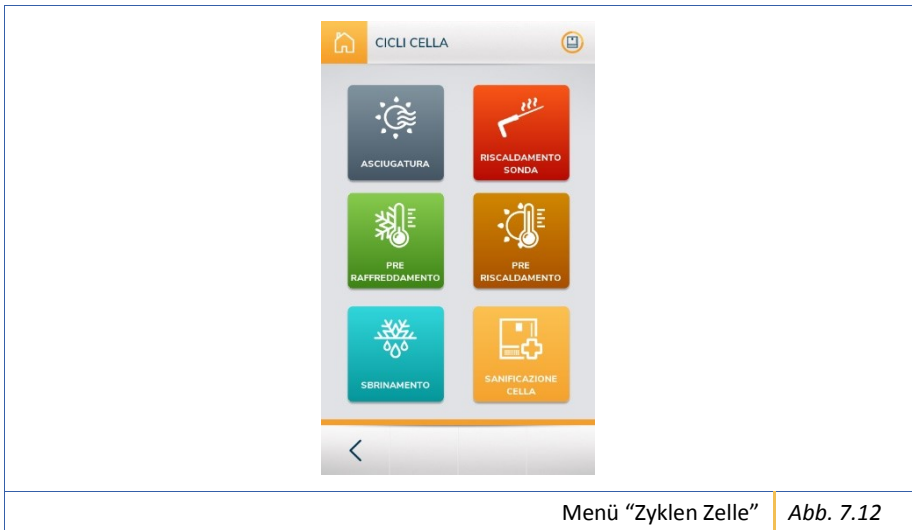 CICLI CELLA
ASCIUGATURA
RISCALDAMENTO
SONDA
PRE
RAFFREDDAMENTO
PRE
RISCALDAMENTO
SBRINAMENTO
SANIFICAZIONE
CELLA
Menü “Zyklen Zelle” Abb. 7.12